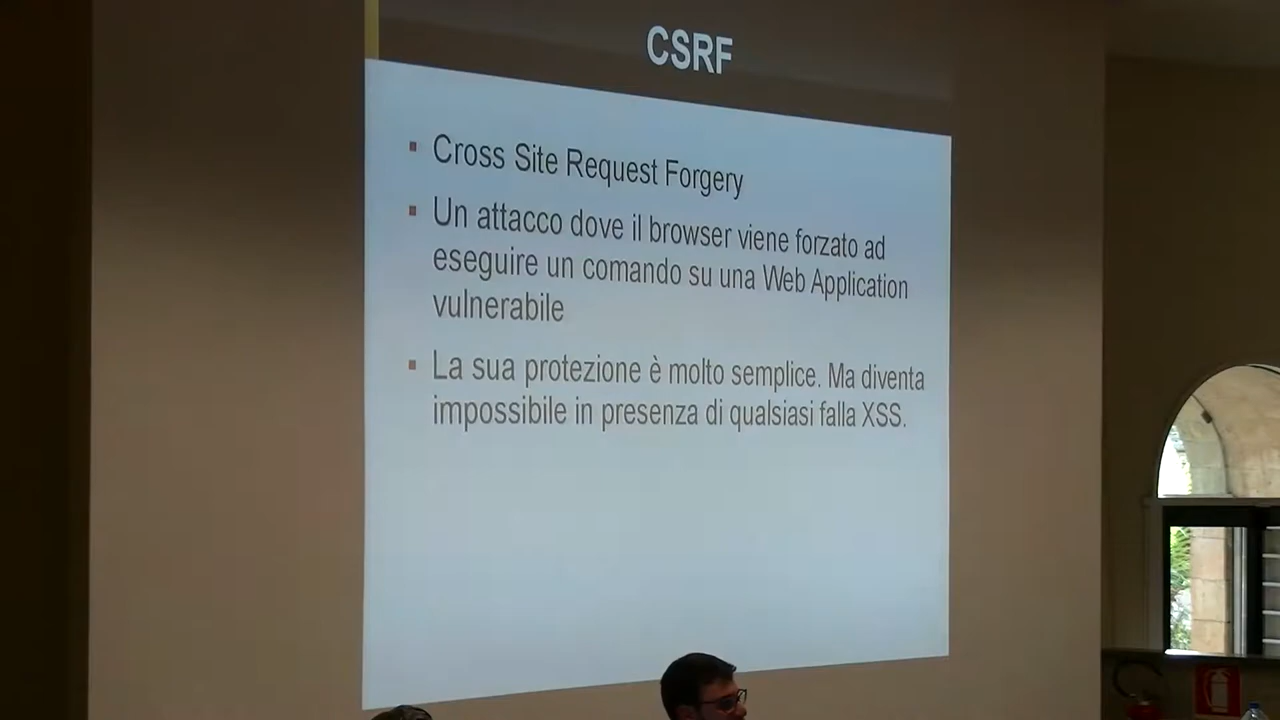 CSRF
Cross Site Request Forgery
Un attacco dove il browser viene forzato ad
eseguire un comando su una Web Application
vulnerabile
La sua protezione è molto semplice. Ma diventa
impossibile in presenza di qualsiasi falla XSS.